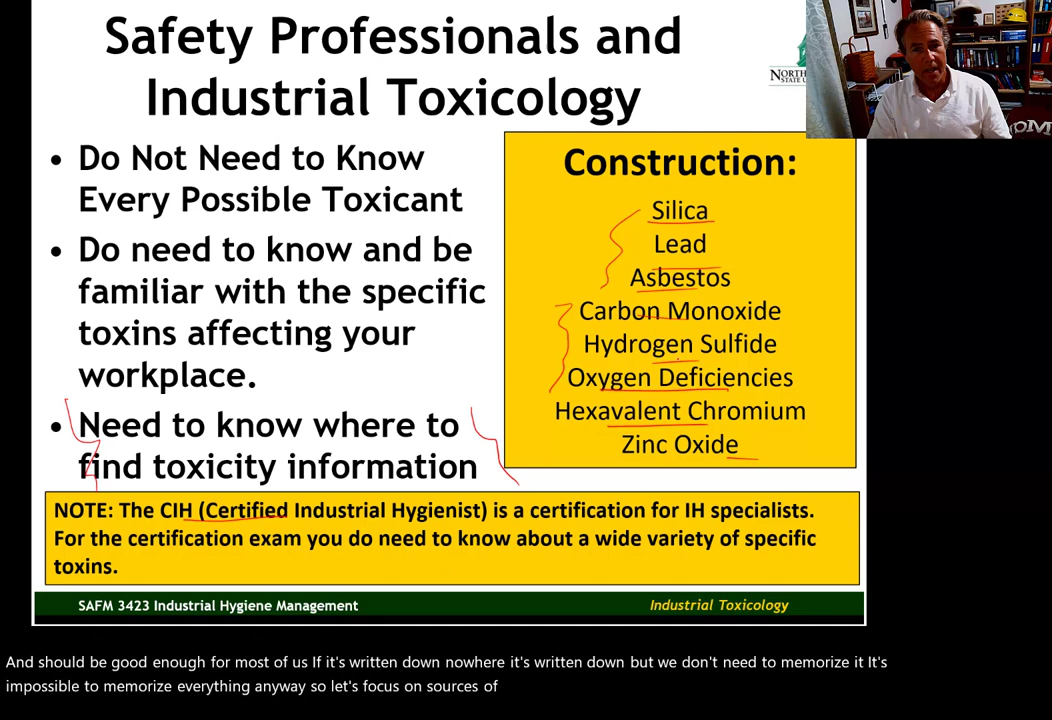 Safety Professionals and
Industrial Toxicology
• Do Not Need to Know
Every Possible Toxicant
• Do need to know and be
familiar with the specific
toxins affecting your
workplace.
• Need to know where to
find toxicity information
Construction:
Silica
Lead
Asbestos
Carbon Monoxide
Hydrogen Sulfide
Oxygen Deficiencies
Hexavalent Chromium
Zinc Oxide
NOTE: The CIH (Certified Industrial Hygienist) is a certification for IH specialists.
For the certification exam you do need to know about a wide variety of specific
toxins.
SAFM 3423 Industrial Hygiene Management
Industrial Toxicology
And should be good enough for most of us If it's written down nowhere it's written down but we don't need to memorize it It's
impossible to memorize everything anyway so let's focus on sources of